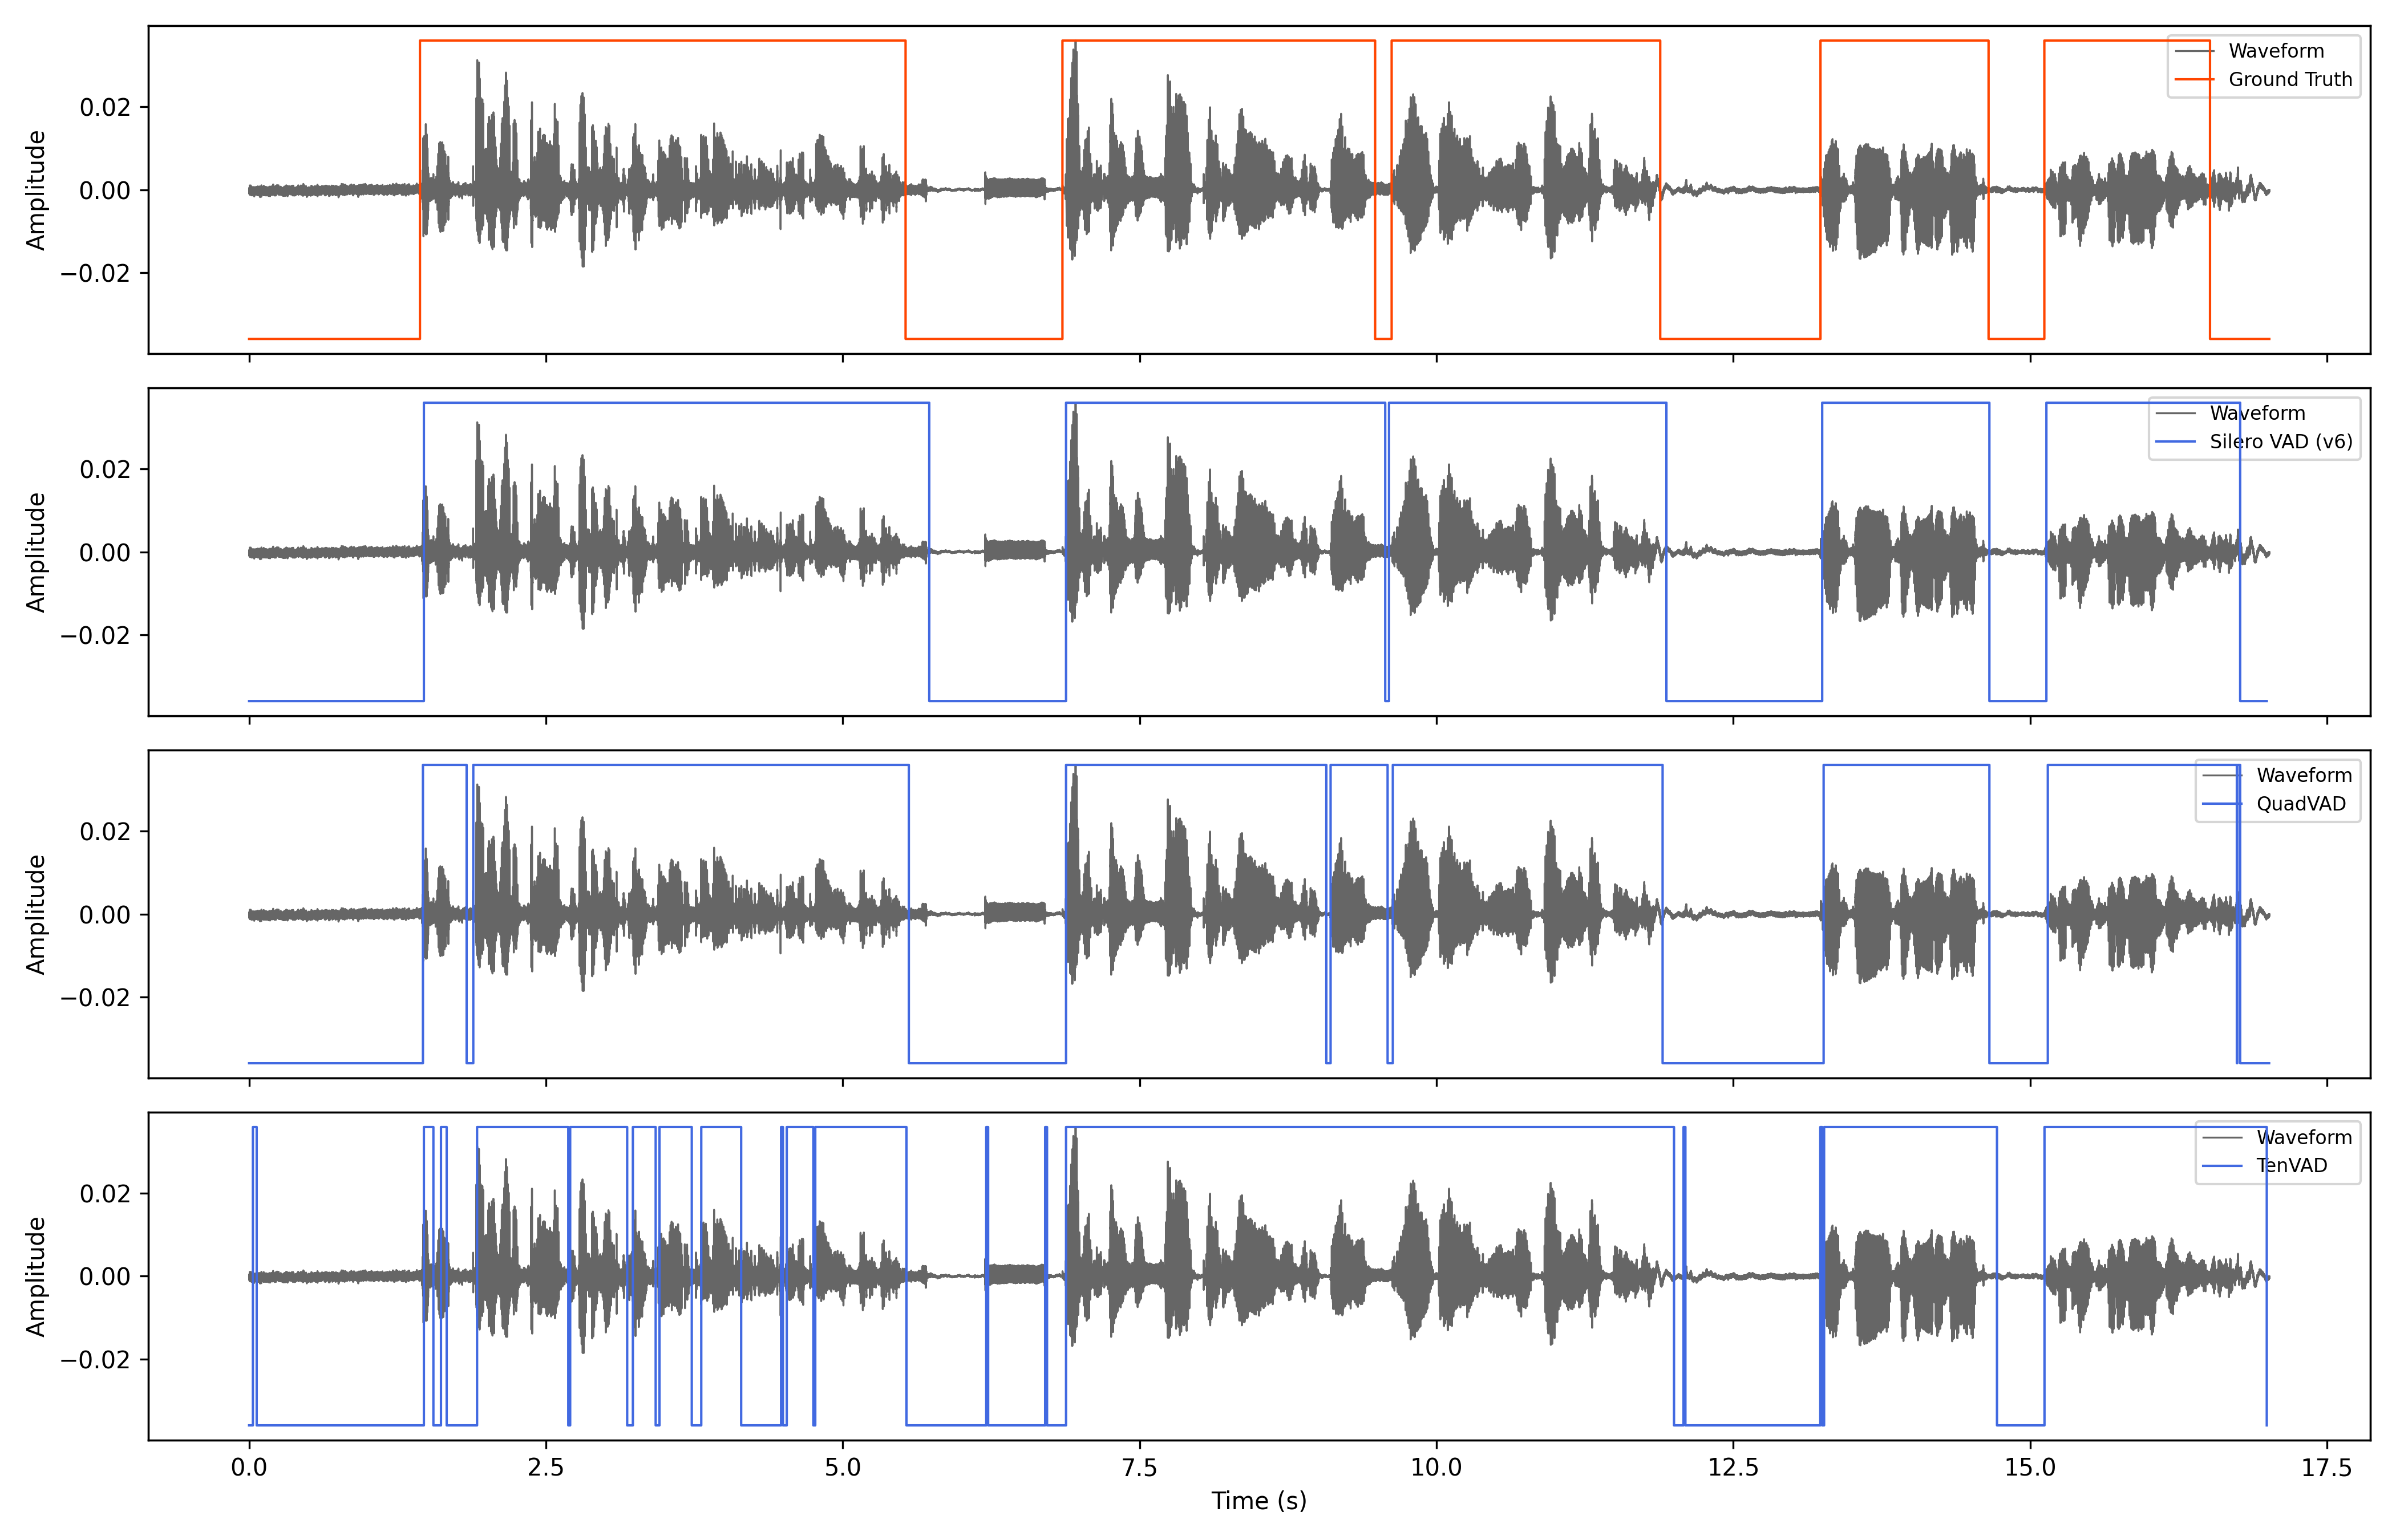 Amplitude
0.02
0.00
−0.02
Waveform
Ground Truth
Amplitude
0.02
0.00
−0.02
Waveform
Silero VAD (v6)
Amplitude
0.02
0.00
−0.02
Waveform
QuadVAD
Amplitude
0.02
0.00
−0.02
Waveform
TenVAD
0.0 2.5 5.0 7.5 10.0 12.5 15.0 17.5
Time (s)